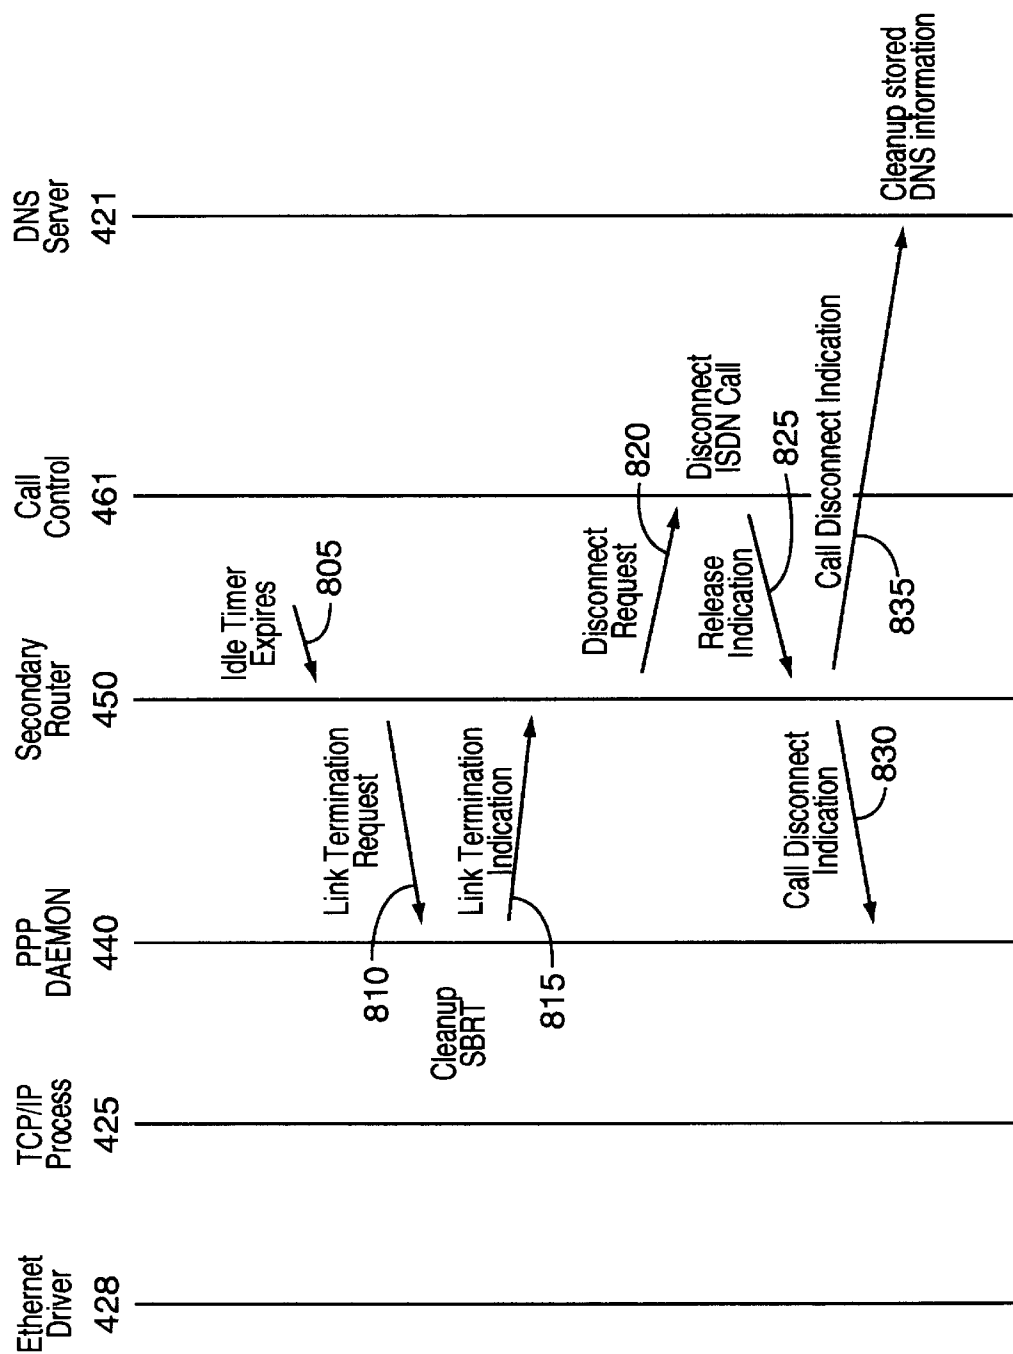 Ethernet
Driver
428
TCP/IP
Process
425
PPP
DAEMON
440
Secondary
Router
450
Call
Control
461
DNS
Server
421
Idle Timer
Expires
805
Link Termination
Request
810
Cleanup
SBRT
Link Termination
Indication
815
Disconnect
Request
820
Disconnect
ISDN Call
Release
Indication
825
Call Disconnect
Indication
830
Call Disconnect Indication
835
Cleanup stored
DNS information